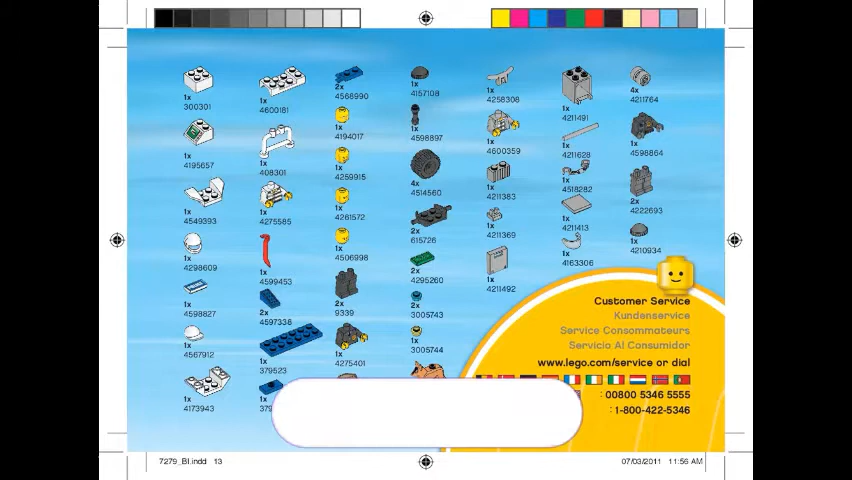 1x
300301
1x
4195657
1x
4549393
1x
4298609
1x
4598827
1x
4567912
1x
4173943
1x
4600181
1x
408301
1x
4275585
1x
4599453
2x
4597336
1x
379523
1x
2x
4568990
1x
4194017
1x
4259915
1x
4261572
1x
4506998
2x
9339
1x
4275401
1x
4157108
1x
4598897
4x
4514560
2x
615726
2x
4295260
2x
3005743
1x
3005744
1x
4258308
1x
4600359
1x
4211383
1x
4211369
1x
4211492
1x
4211491
1x
4211628
1x
4518282
1x
4211413
1x
4163306
4x
4211764
1x
4598864
2x
4222693
1x
4210934
Customer Service
Kundenservice
Service Consommateurs
Servicio Al Consumidor
www.lego.com/service or dial
: 00800 5346 5555
: 1-800-422-5346
7279_BI.indd 13
07/03/2011 11:56 AM